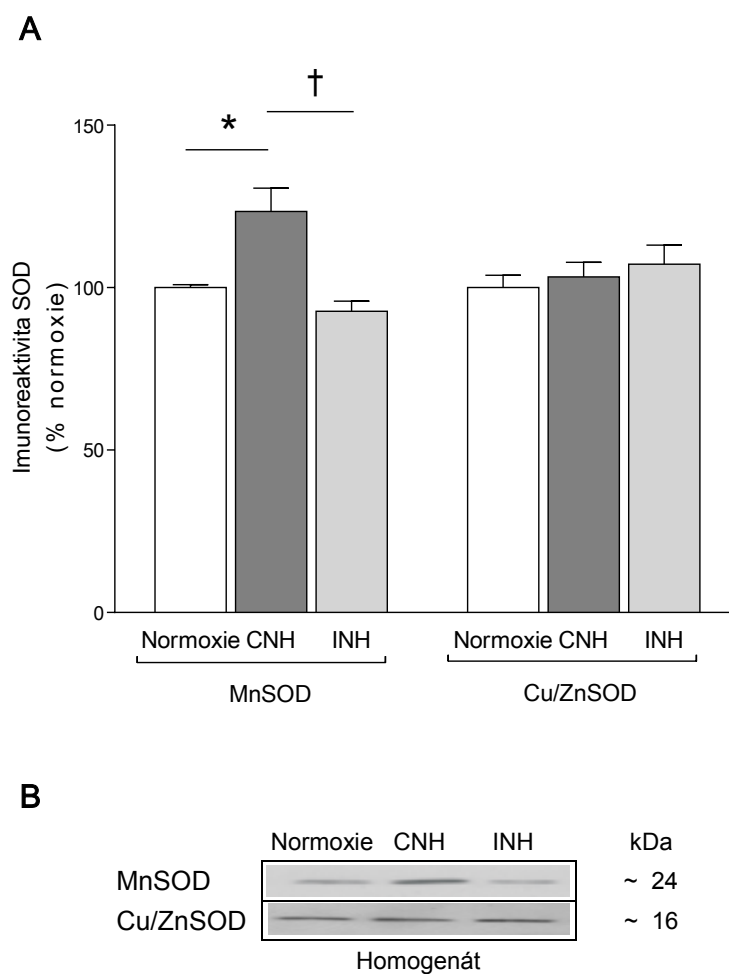 A
*
†
150
100
50
0
Imunoreaktivita SOD
(% normoxie)
Normoxie CNH INH
Normoxie CNH INH
MnSOD
Cu/ZnSOD
B
Normoxie CNH INH kDa
MnSOD ~ 24
Cu/ZnSOD ~ 16
Homogenát